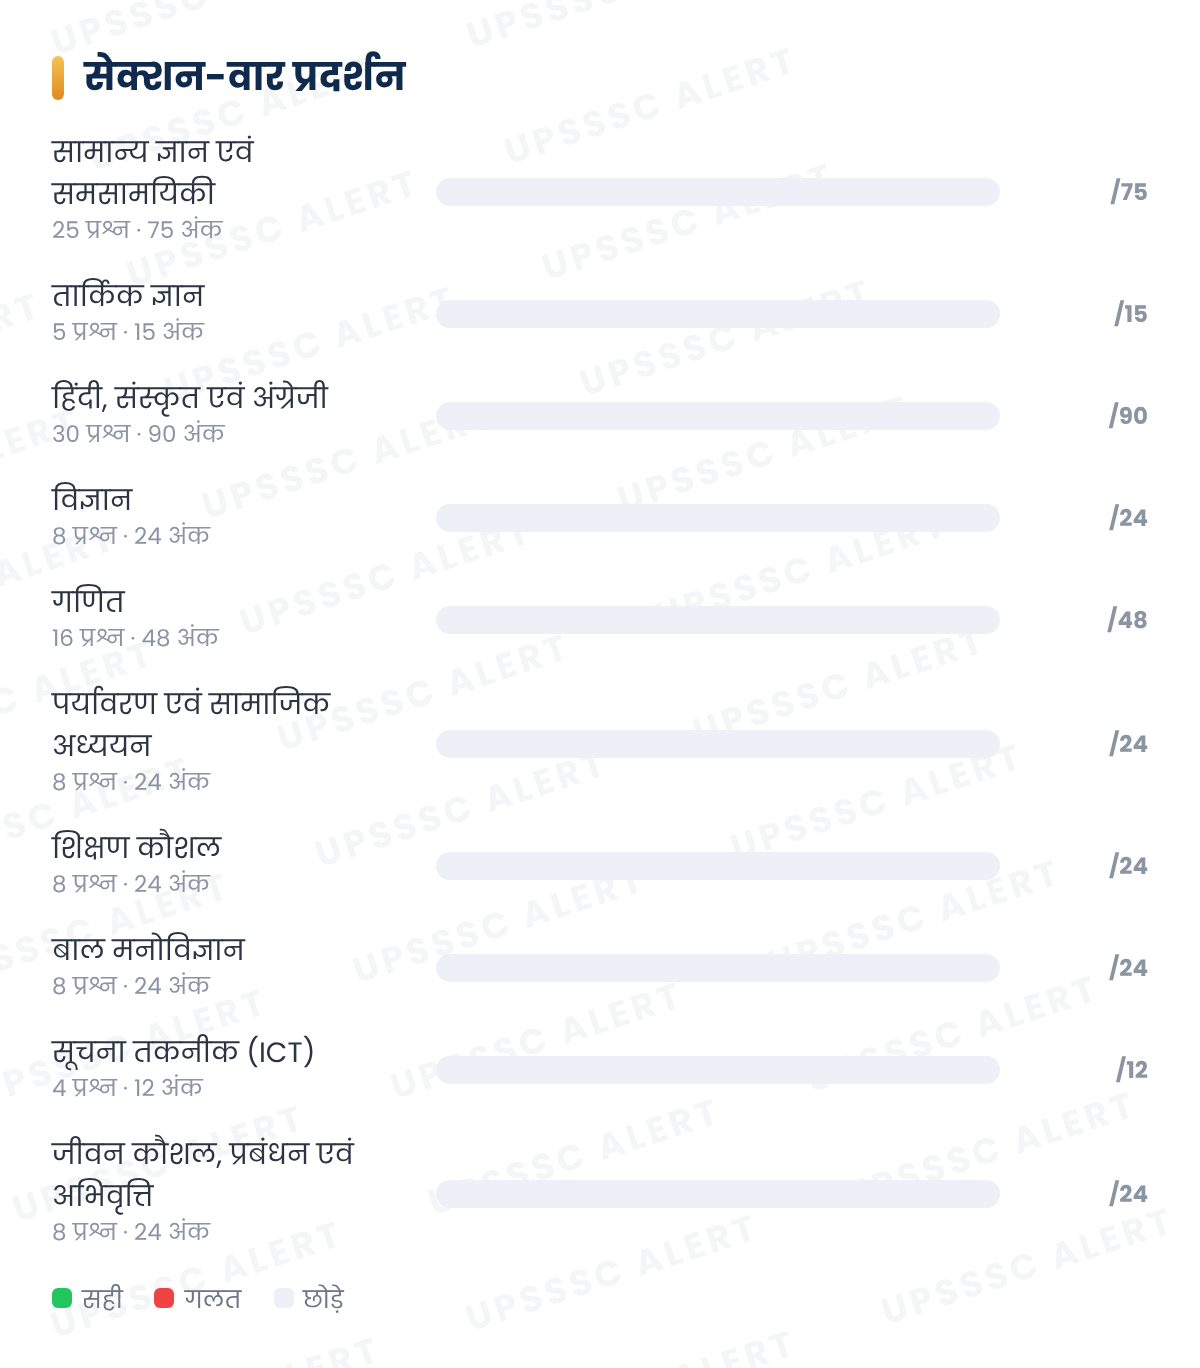 सेक्शन-वार प्रदर्शन
सामान्य ज्ञान एवं
समसामयिकी
25 प्रश्न · 75 अंक
/75
तार्किक ज्ञान
5 प्रश्न · 15 अंक
/15
हिंदी, संस्कृत एवं अंग्रेजी
30 प्रश्न · 90 अंक
/90
विज्ञान
8 प्रश्न · 24 अंक
/24
गणित
16 प्रश्न · 48 अंक
/48
पर्यावरण एवं सामाजिक
अध्ययन
8 प्रश्न · 24 अंक
/24
शिक्षण कौशल
8 प्रश्न · 24 अंक
/24
बाल मनोविज्ञान
8 प्रश्न · 24 अंक
/24
सूचना तकनीक (ICT)
4 प्रश्न · 12 अंक
/12
जीवन कौशल, प्रबंधन एवं
अभिवृत्ति
8 प्रश्न · 24 अंक
/24
सही गलत छोड़े
UPSSSC ALERT